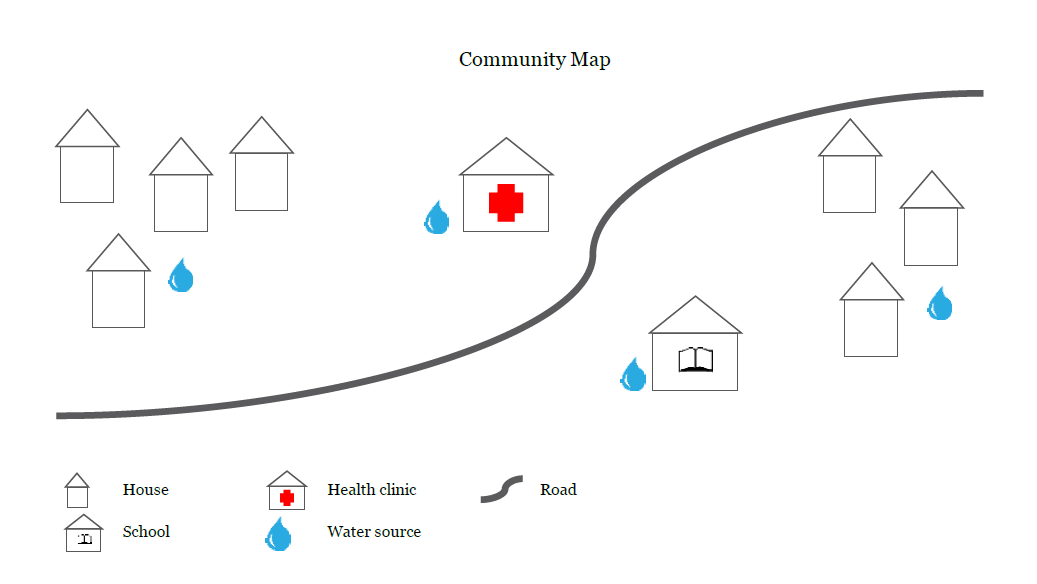 Community Map
House
Health clinic
Road
School
Water source